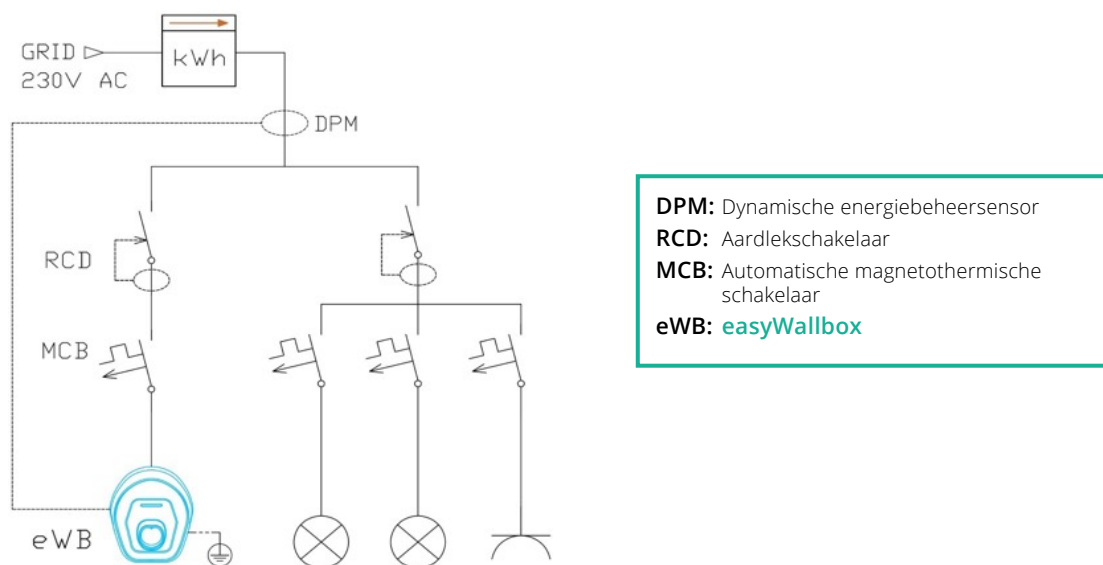 GRID
230V AC
kWh
DPM
RCD
MCB
eWB
DPM: Dynamische energiebeheersensor
RCD: Aardlekschakelaar
MCB: Automatische magnetothermische
schakelaar
eWB: easyWallbox